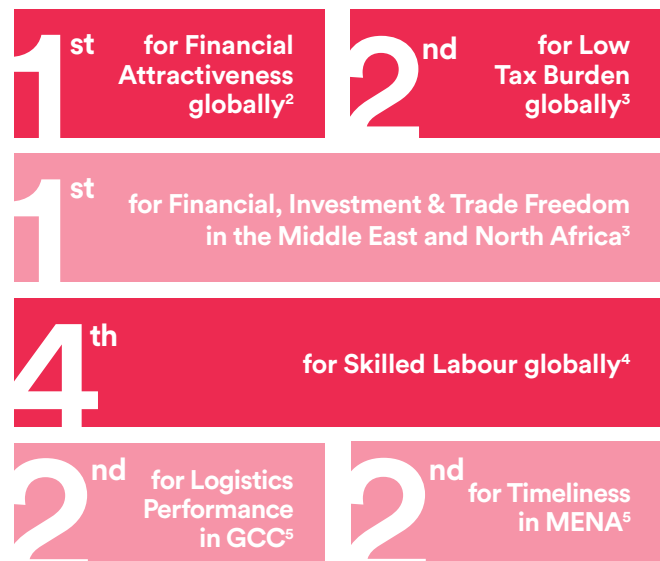 1st for Financial
Attractiveness
globally²
2nd for Low
Tax Burden
globally³
1st for Financial, Investment & Trade Freedom
in the Middle East and North Africa³
4th for Skilled Labour globally⁴
2nd for Logistics
Performance
in GCC⁵
2nd for Timeliness
in MENA⁵